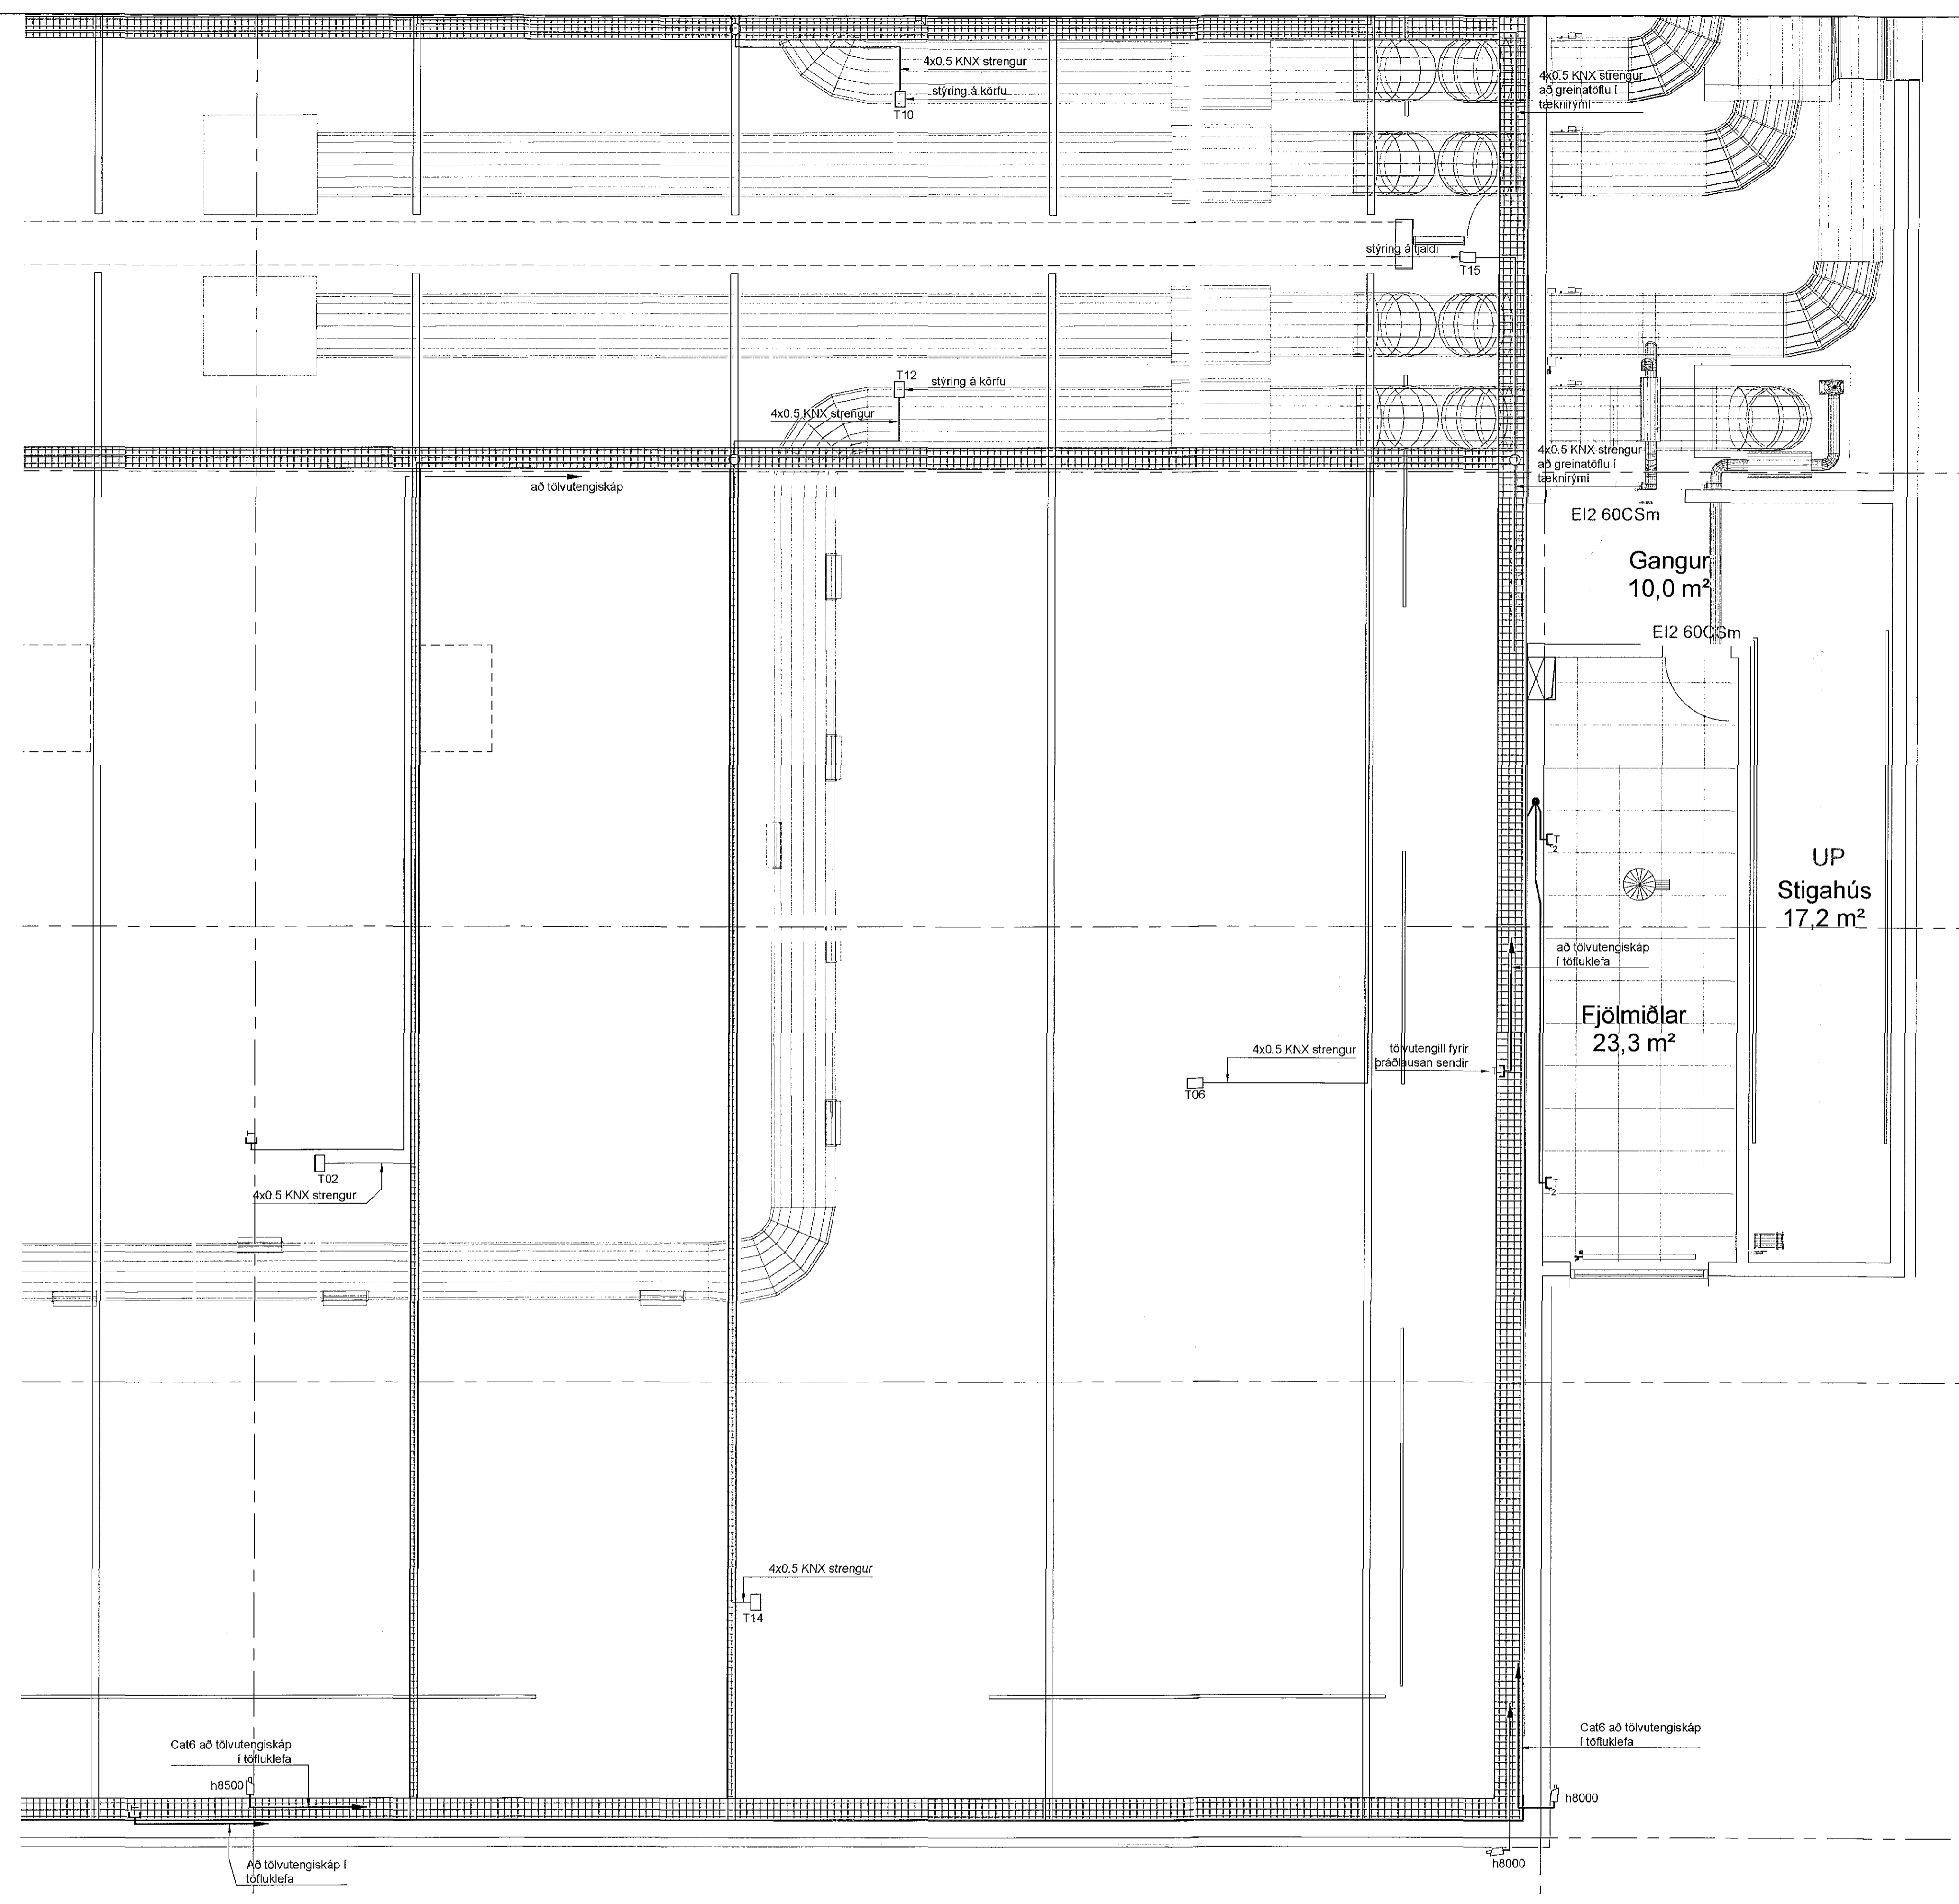 4x0.5 KNX strengur
stýring á körfu
T10
4x0.5 KNX strengur
að greinatöflu í
tæknirými
stýring á tjaldi
T15
T12
stýring á körfu
4x0.5 KNX strengur
að tölvutengiskáp
4x0.5 KNX strengur
að greinatöflu í
tæknirými
EI2 60CSm
Gangur
10,0 m²
EI2 60CSm
T
2
UP
Stigahús
17,2 m²
að tölvutengiskáp
í töfluklefa
Fjölmiðlar
23,3 m²
4x0.5 KNX strengur
tölvutengill fyrir
þráðlausan sendir
T06
T02
4x0.5 KNX strengur
T
2
4x0.5 KNX strengur
T14
Cat6 að tölvutengiskáp
í töfluklefa
h8500
Cat6 að tölvutengiskáp
í töfluklefa
h8000
h8000
Að tölvutengiskáp í
töfluklefa